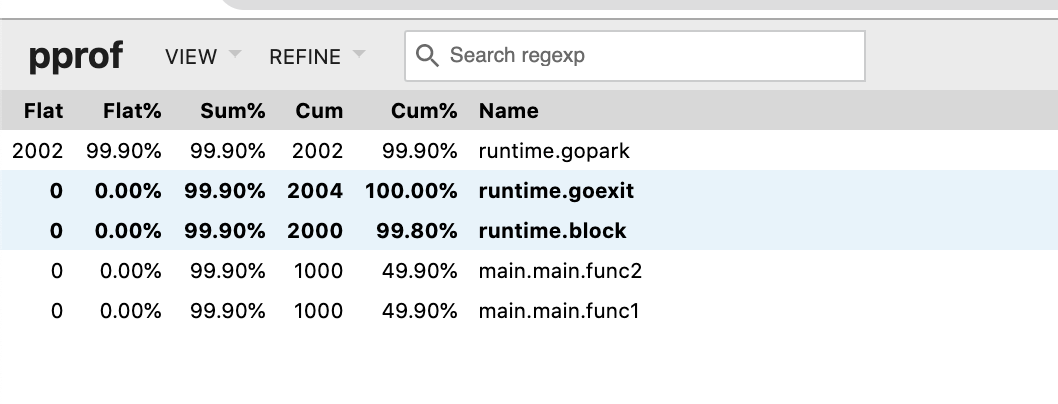 pprof VIEW REFINE Search regexp
Flat Flat% Sum% Cum Cum% Name
2002 99.90% 99.90% 2002 99.90% runtime.gopark
0 0.00% 99.90% 2004 100.00% runtime.goexit
0 0.00% 99.90% 2000 99.80% runtime.block
0 0.00% 99.90% 1000 49.90% main.main.func2
0 0.00% 99.90% 1000 49.90% main.main.func1